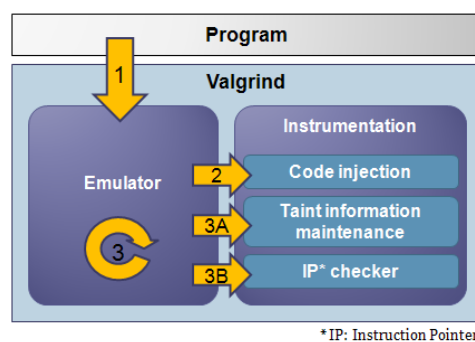 Program
1
Valgrind
Instrumentation
Emulator
2
Code injection
3A
Taint information
maintenance
3
3B
IP* checker
*IP: Instruction Pointer